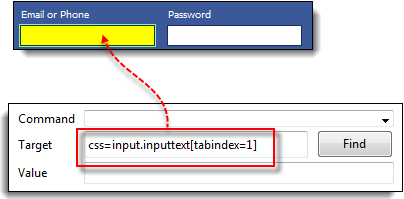 Email or Phone Password
Command
Target css=input.inputtext[tabindex=1] Find
Value